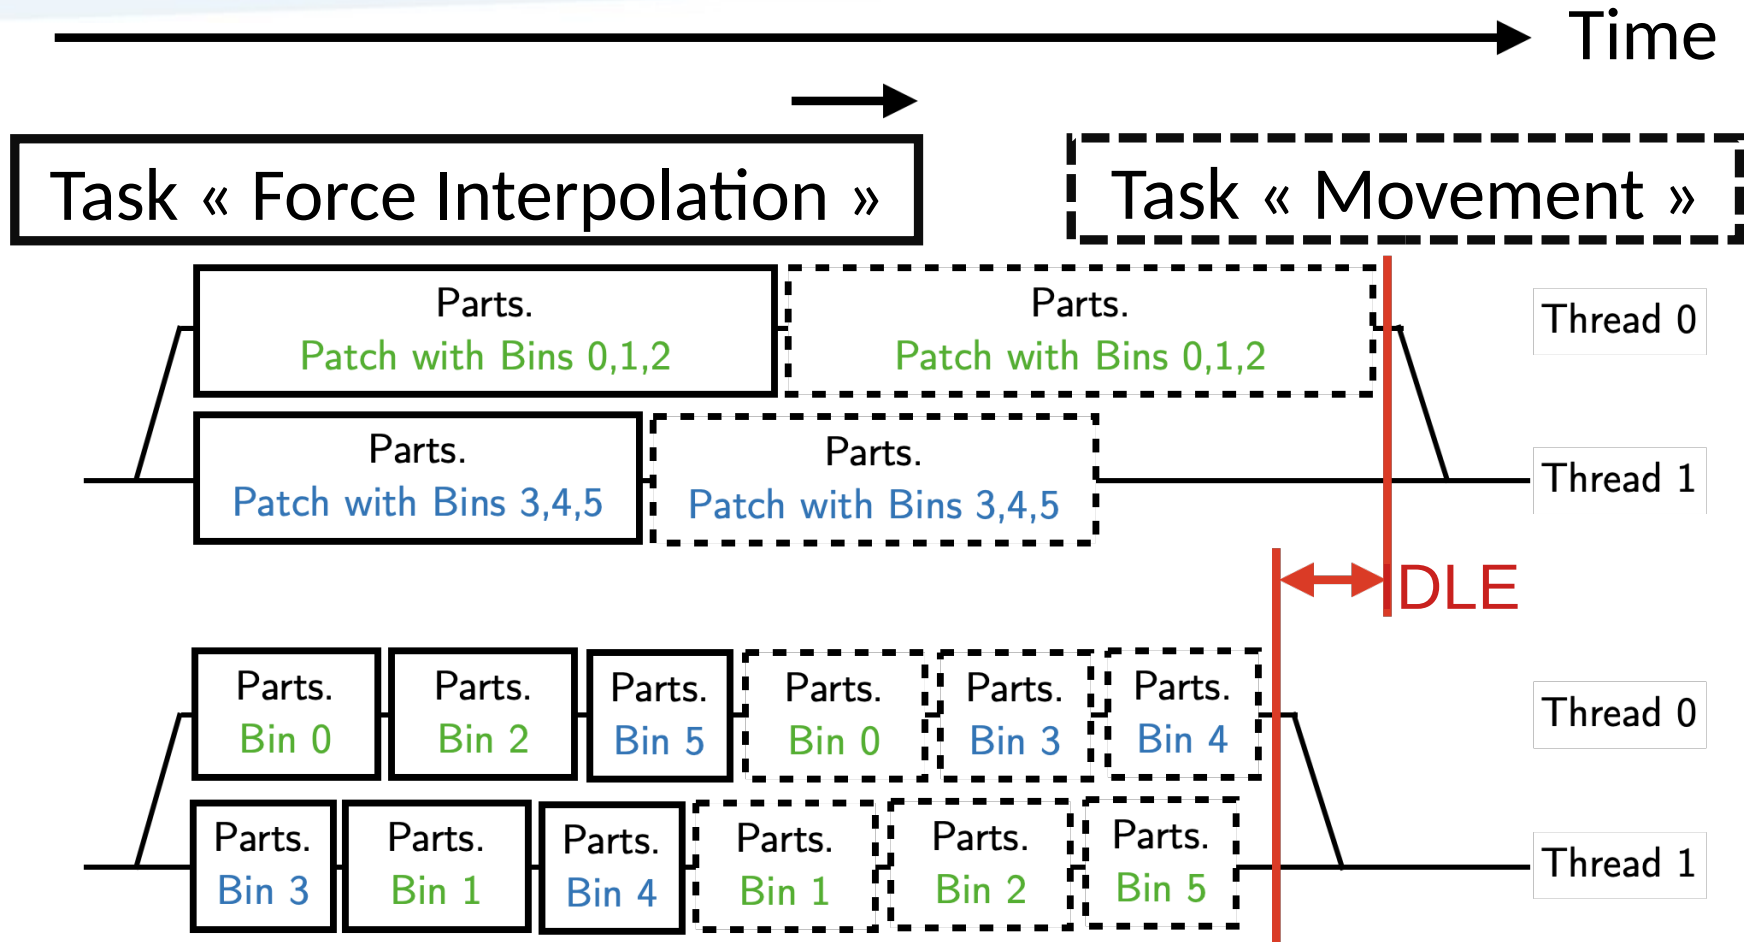 Time
Task « Force Interpolation »
Task « Movement »
Parts.
Patch with Bins 0,1,2
Parts.
Patch with Bins 0,1,2
Thread 0
Parts.
Patch with Bins 3,4,5
Parts.
Patch with Bins 3,4,5
Thread 1
IDLE
Parts.
Bin 0
Parts.
Bin 2
Parts.
Bin 5
Parts.
Bin 0
Parts.
Bin 3
Parts.
Bin 4
Thread 0
Parts.
Bin 3
Parts.
Bin 1
Parts.
Bin 4
Parts.
Bin 1
Parts.
Bin 2
Parts.
Bin 5
Thread 1